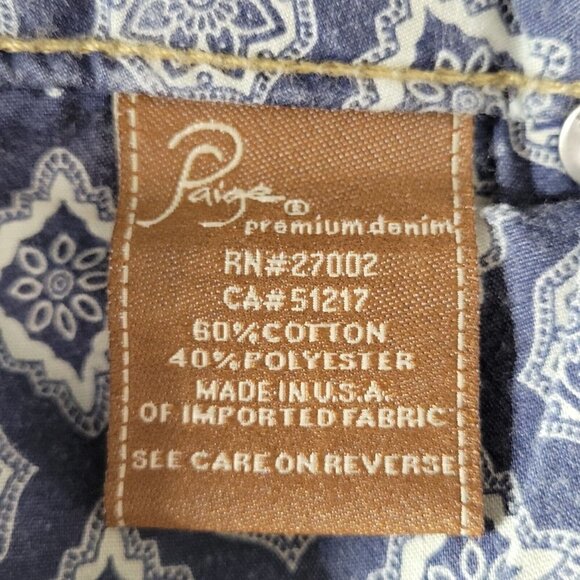 Paige®
premium denim
RN#27002
CA#51217
60%COTTON
40%POLYESTER
MADE IN U.S.A.
OF IMPORTED FABRIC
SEE CARE ON REVERSE